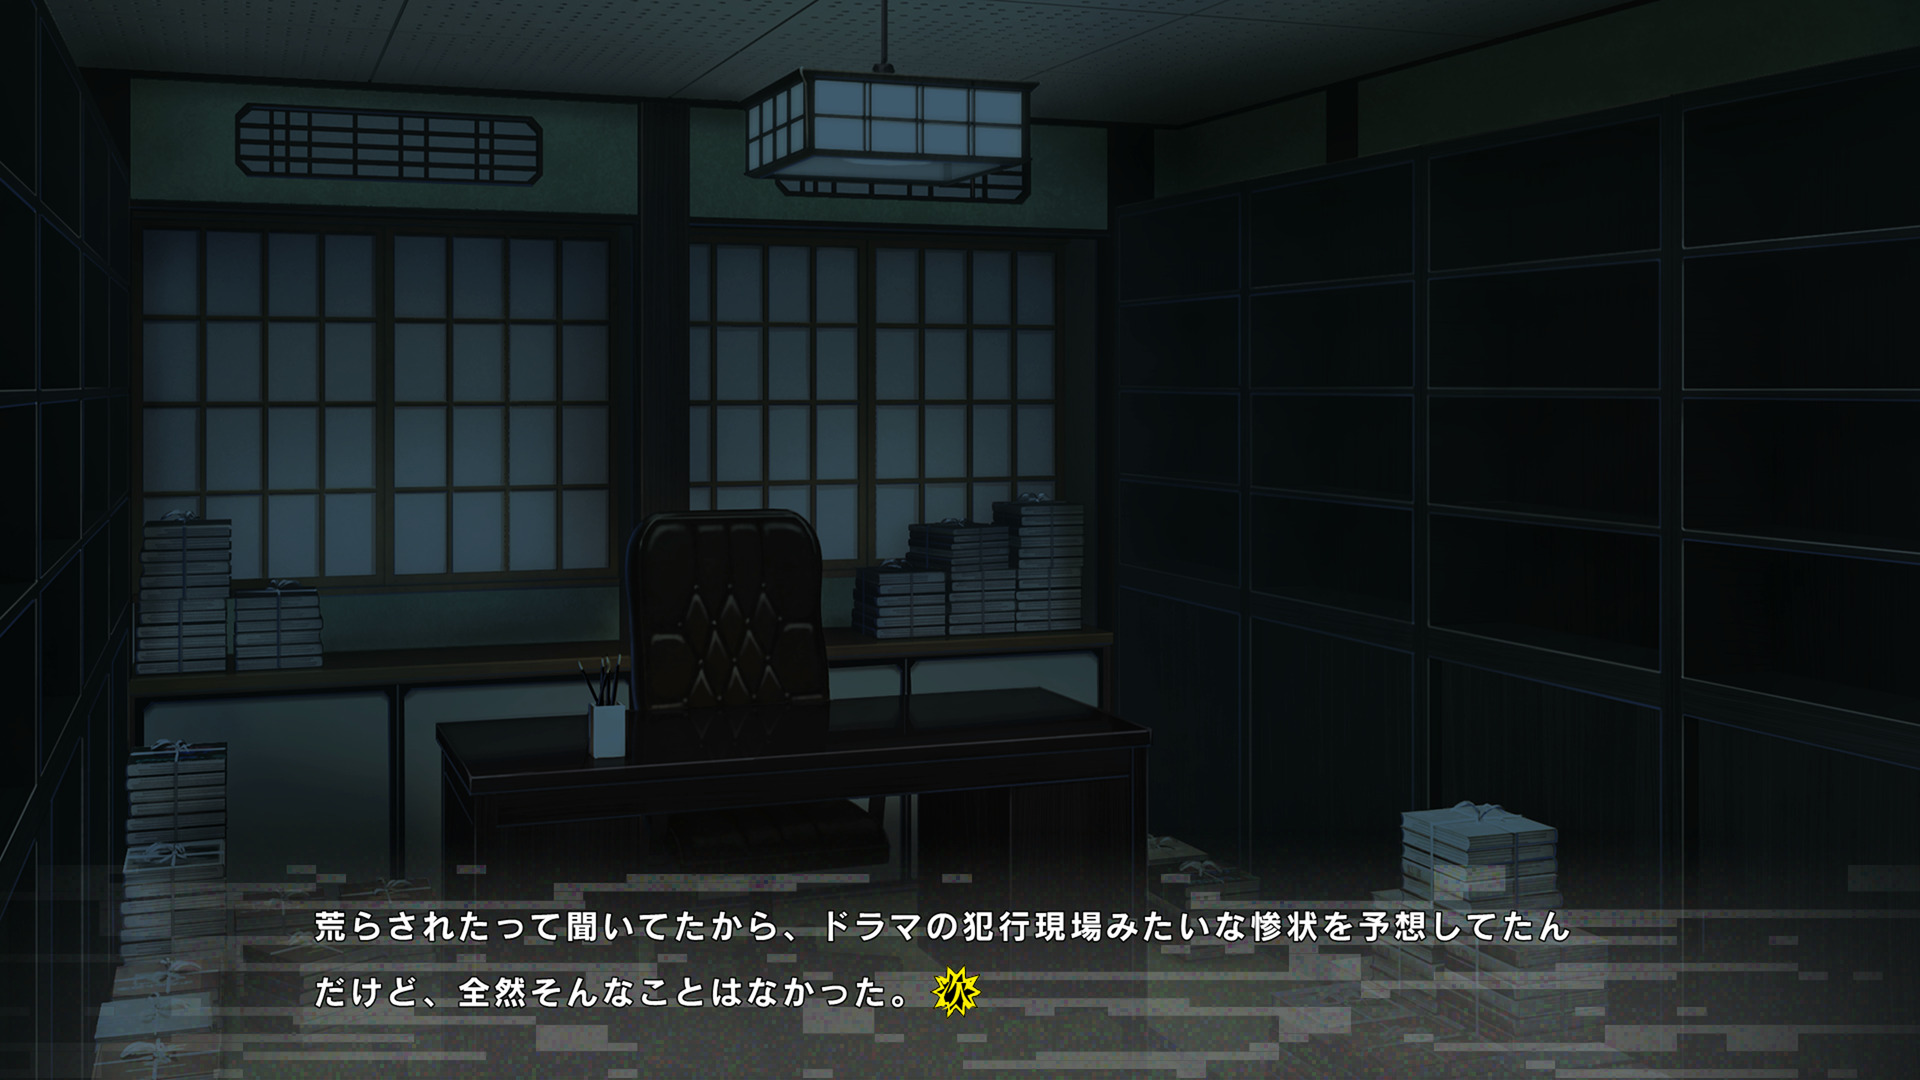 荒らされたって聞いてたから、ドラマの犯行現場みたいな惨状を予想してたん
だけど、全然そんなことはなかった。次